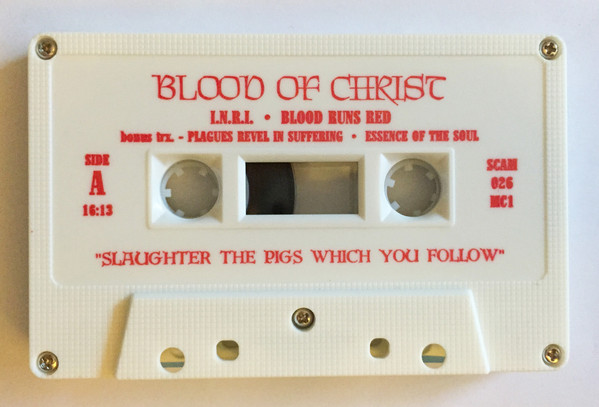 BLOOD OF CHRIST
I.N.R.I. • BLOOD RUNS RED
bonus trx. - PLAGUES REVEL IN SUFFERING • ESSENCE OF THE SOUL
SIDE
A
16:13
SCAM
026
MC1
"SLAUGHTER THE PIGS WHICH YOU FOLLOW"